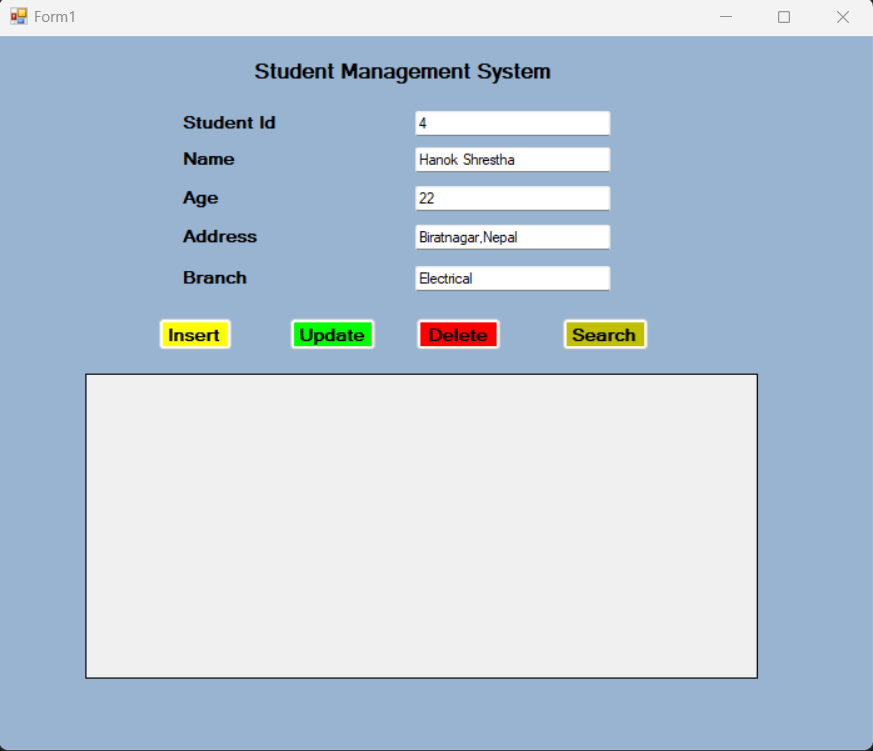 Form1
Student Management System
Student Id 4
Name Hanok Shrestha
Age 22
Address Biratnagar,Nepal
Branch Electrical
Insert Update Delete Search